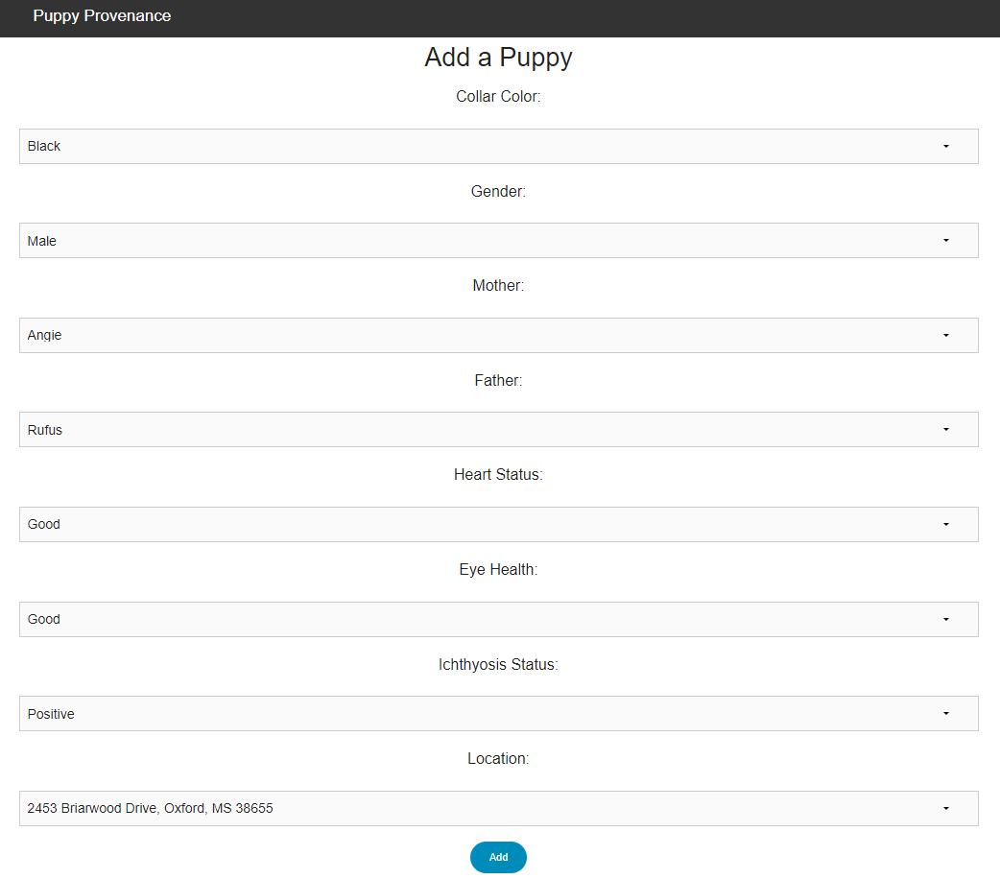 Puppy Provenance
Add a Puppy
Collar Color:
Black
Gender:
Male
Mother:
Angie
Father:
Rufus
Heart Status:
Good
Eye Health:
Good
Ichthyosis Status:
Positive
Location:
2453 Briarwood Drive, Oxford, MS 38655
Add